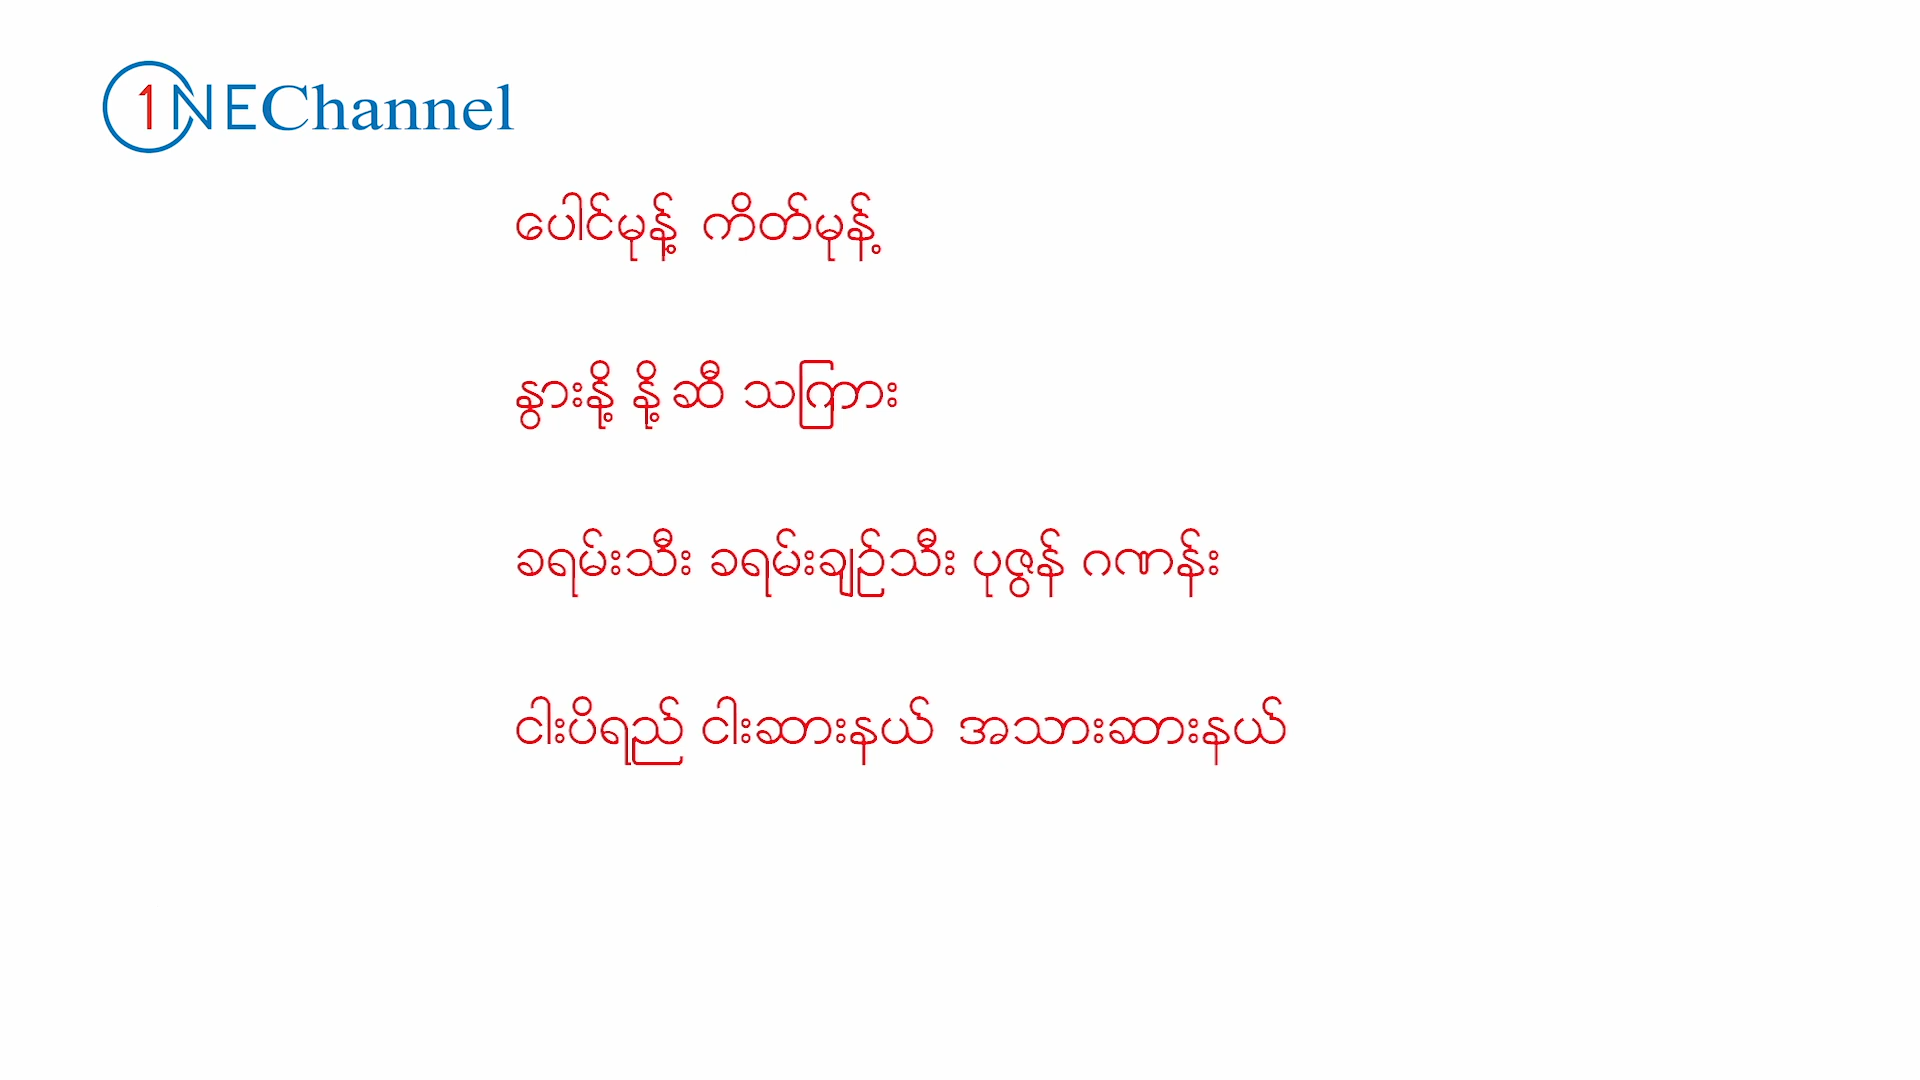 1NEChannel
ပေါင်မုန့် ကိတ်မုန့်
နွားနို့ နို့ဆီ သကြား
ခရမ်းသီး ခရမ်းချဉ်သီး ပုဇွန် ဂဏန်း
ငါးပိရည် ငါးဆားနယ် အသားဆားနယ်